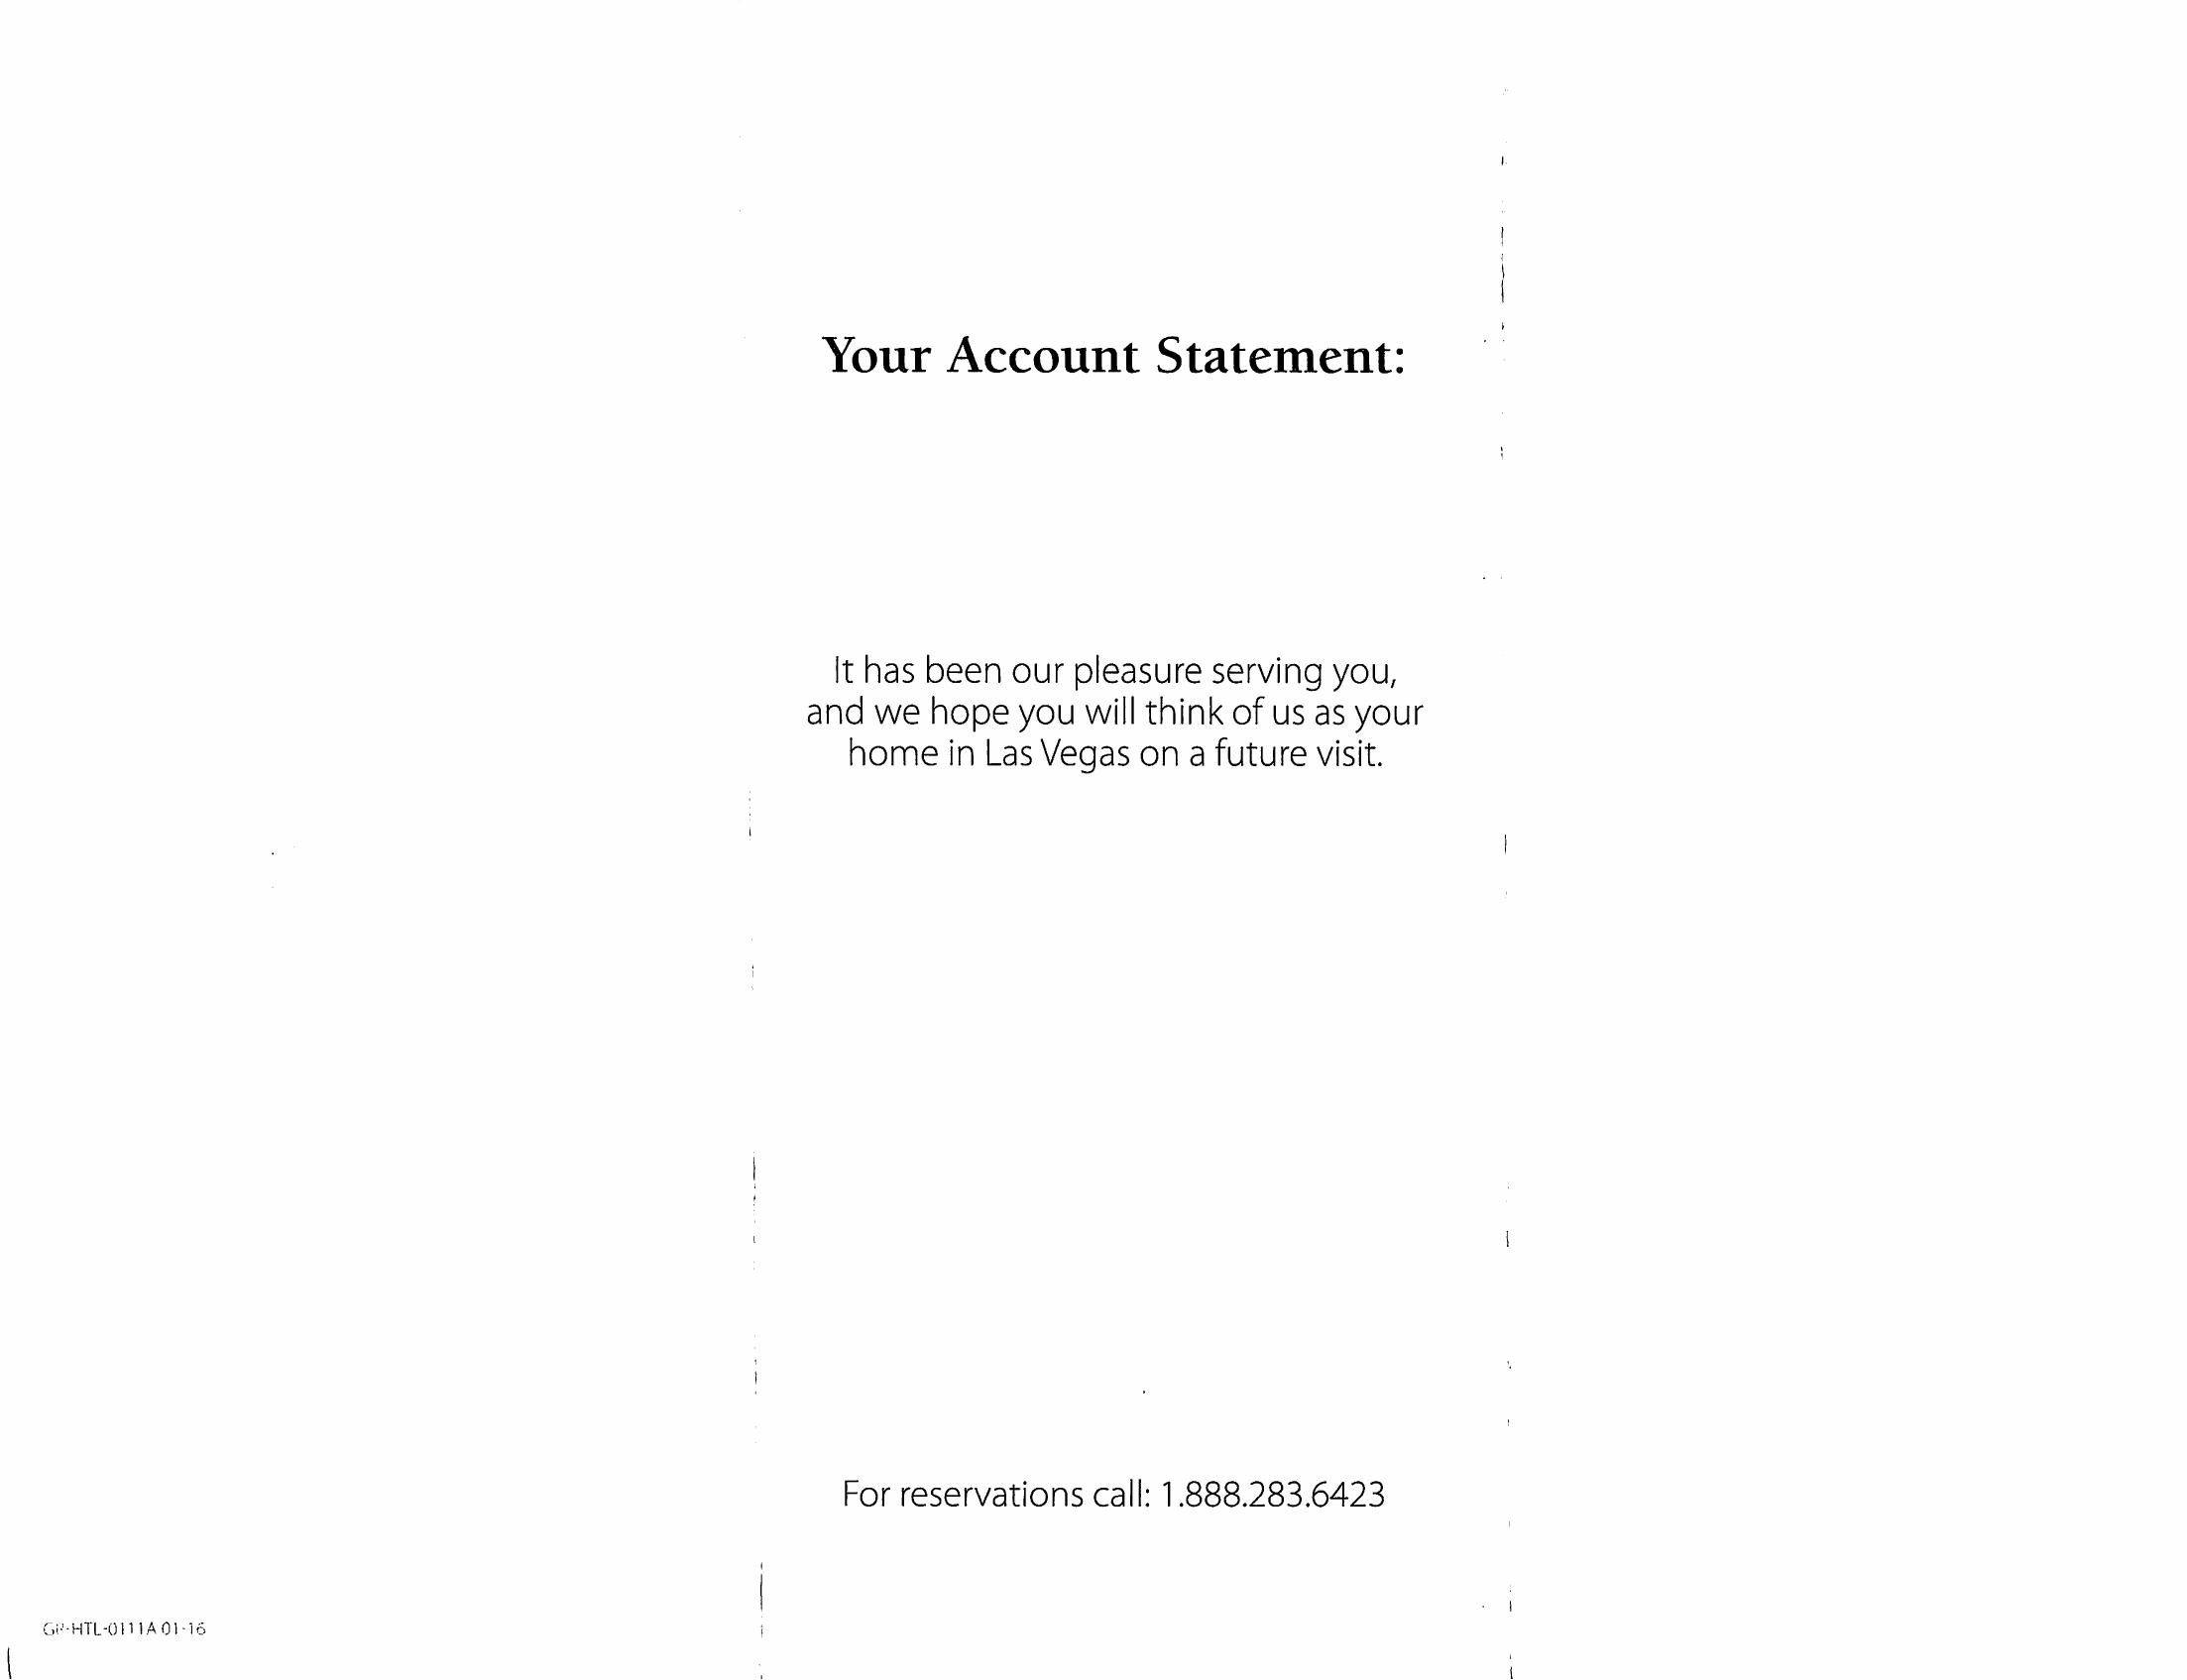 Your Account Statement:
It has been our pleasure serving you,
and we hope you will think of us as your
home in Las Vegas on a future visit.
For reservations call: 1.888.283.6423
GR-HTL-0111A 01-16